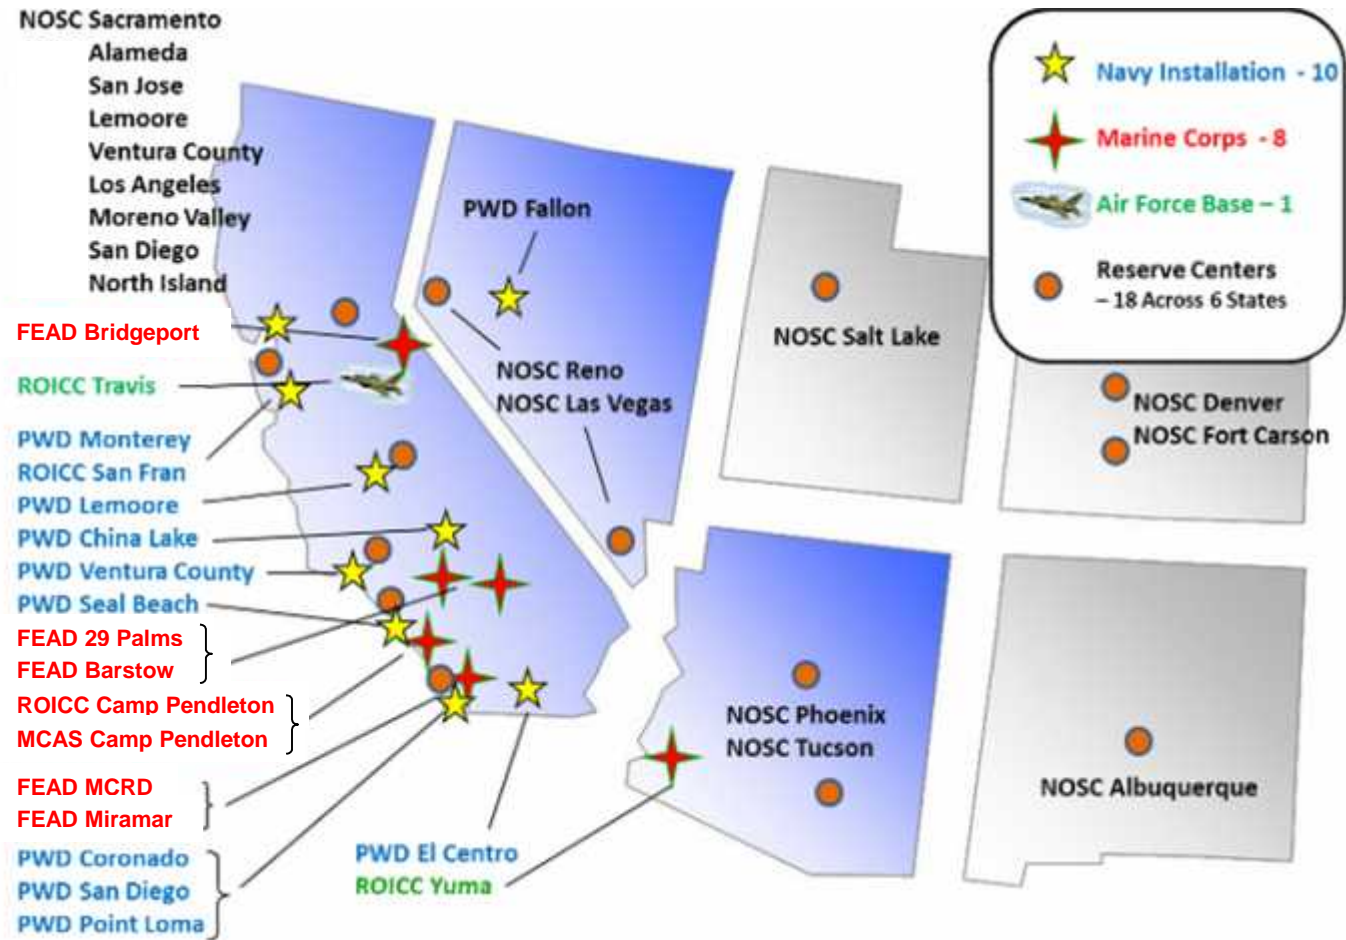 NOSC Sacramento
Alameda
San Jose
Lemoore
Ventura County
Los Angeles
Moreno Valley
San Diego
North Island
FEAD Bridgeport
ROICC Travis
PWD Monterey
ROICC San Fran
PWD Lemoore
PWD China Lake
PWD Ventura County
PWD Seal Beach
FEAD 29 Palms
FEAD Barstow
ROICC Camp Pendleton
MCAS Camp Pendleton
FEAD MCRD
FEAD Miramar
PWD Coronado
PWD San Diego
PWD Point Loma
PWD El Centro
ROICC Yuma
PWD Fallon
NOSC Reno
NOSC Las Vegas
NOSC Salt Lake
NOSC Phoenix
NOSC Tucson
Navy Installation - 10
Marine Corps - 8
Air Force Base – 1
Reserve Centers
– 18 Across 6 States
NOSC Denver
NOSC Fort Carson
NOSC Albuquerque